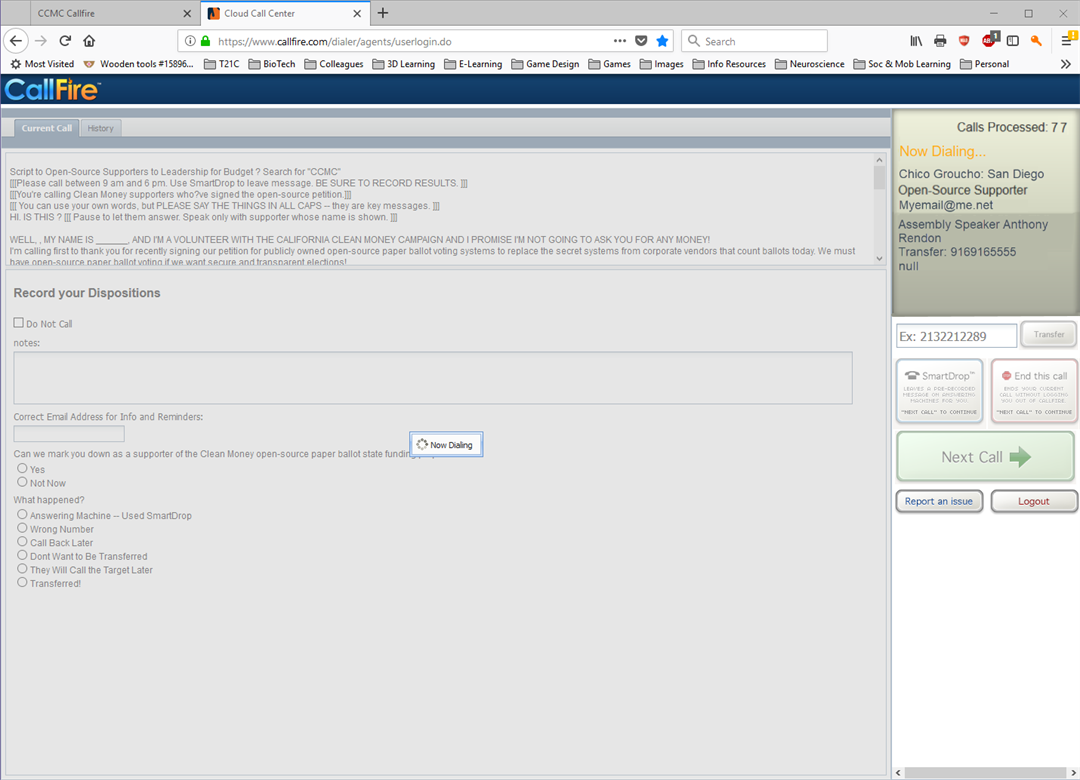 CCMC Callfire
Cloud Call Center
https://www.callfire.com/dialer/agents/userlogin.do
Search
1
Most Visited
Wooden tools #15896...
T21C
BioTech
Colleagues
3D Learning
E-Learning
Game Design
Games
Images
Info Resources
Neuroscience
Soc & Mob Learning
Personal
CallFire™
Current Call
History
Script to Open-Source Supporters to Leadership for Budget ? Search for "CCMC"
[[[Please call between 9 am and 6 pm. Use SmartDrop to leave message. BE SURE TO RECORD RESULTS. ]]]
[[[You're calling Clean Money supporters who?ve signed the open-source petition.]]]
[[[ You can use your own words, but PLEASE SAY THE THINGS IN ALL CAPS -- they are key messages. ]]]
HI. IS THIS ? [[[ Pause to let them answer. Speak only with supporter whose name is shown. ]]]
WELL, , MY NAME IS ______, AND I'M A VOLUNTEER WITH THE CALIFORNIA CLEAN MONEY CAMPAIGN AND I PROMISE I'M NOT GOING TO ASK YOU FOR ANY MONEY!
I'm calling first to thank you for recently signing our petition for publicly owned open-source paper ballot voting systems to replace the secret systems from corporate vendors that count ballots today. We must
have open-source paper ballot voting if we want secure and transparent elections!
Record your Dispositions
Do Not Call
notes:
Correct Email Address for Info and Reminders:
Now Dialing
Can we mark you down as a supporter of the Clean Money open-source paper ballot state funding
Yes
Not Now
What happened?
Answering Machine -- Used SmartDrop
Wrong Number
Call Back Later
Dont Want to Be Transferred
They Will Call the Target Later
Transferred!
Calls Processed: 77
Now Dialing...
Chico Groucho: San Diego
Open-Source Supporter
Myemail@me.net
Assembly Speaker Anthony
Rendon
Transfer: 9169165555
null
Ex: 2132212289
Transfer
SmartDrop™
LEAVES A PRE-RECORDED
MESSAGE ON ANSWERING
MACHINES FOR YOU
"NEXT CALL" TO CONTINUE
End this call
ENDS YOUR CURRENT
CALL WITHOUT LOGGING
YOU OUT OF CALLFIRE
"NEXT CALL" TO CONTINUE
Next Call
Report an issue
Logout